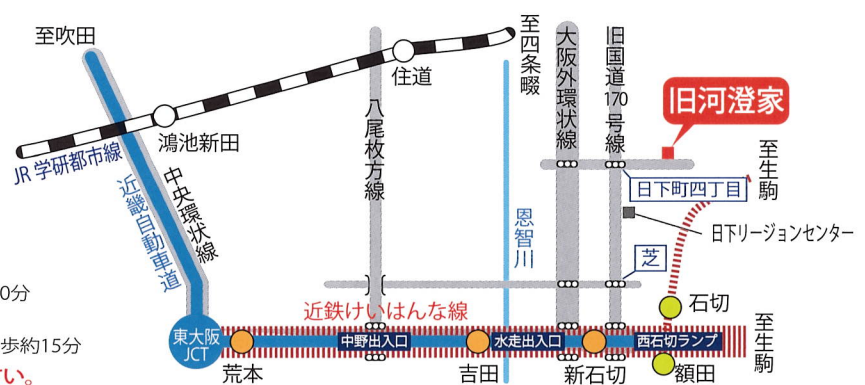 至吹田
至四条畷
大阪外環状線
旧国道170号線
住道
旧河澄家
八尾枚方線
鴻池新田
JR学研都市線
至生駒
中央環状線
近畿自動車道
日下町四丁目
恩智川
日下リージョンセンター
芝
0分
近鉄けいはんな線
石切
歩約15分
東大阪
JCT
中野出入口
水走出入口
西石切ランプ
至生駒
い。
荒本
吉田
新石切
額田